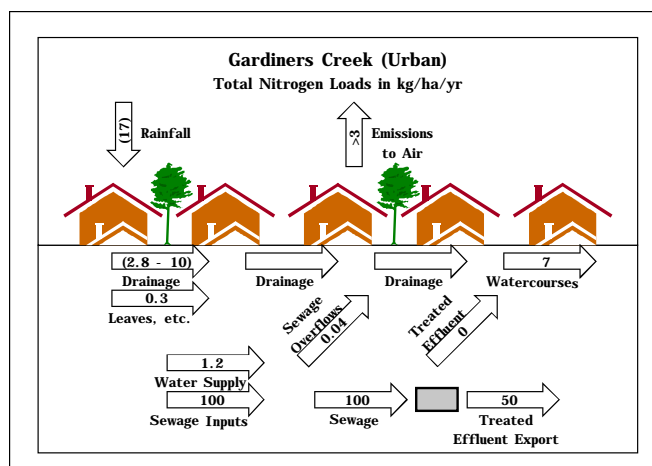 Gardiners Creek (Urban)
Total Nitrogen Loads in kg/ha/yr
(17)
Rainfall
>3
Emissions
to Air
(2.8 - 10)
Drainage
Drainage
Drainage
7
Watercourses
0.3
Leaves, etc.
Sewage
Overflows
0.04
Treated
Effluent
0
1.2
Water Supply
100
Sewage Inputs
100
Sewage
50
Treated
Effluent Export